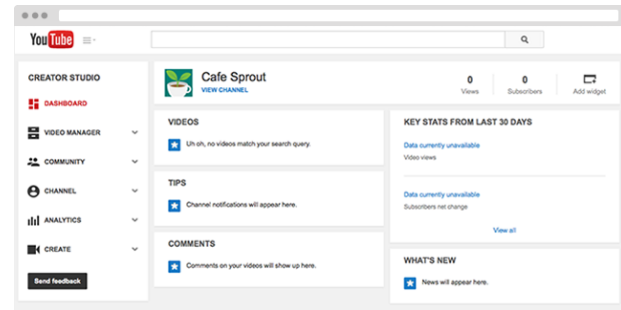 YouTube
CREATOR STUDIO
DASHBOARD
VIDEO MANAGER
COMMUNITY
CHANNEL
ANALYTICS
CREATE
Send feedback
Cafe Sprout
VIEW CHANNEL
0
Views
0
Subscribers
Add widget
VIDEOS
Uh oh, no videos match your search query.
TIPS
Channel notifications will appear here.
COMMENTS
Comments on your videos will show up here.
KEY STATS FROM LAST 30 DAYS
Data currently unavailable
Video views
Data currently unavailable
Subscribers net change
View all
WHAT'S NEW
News will appear here.